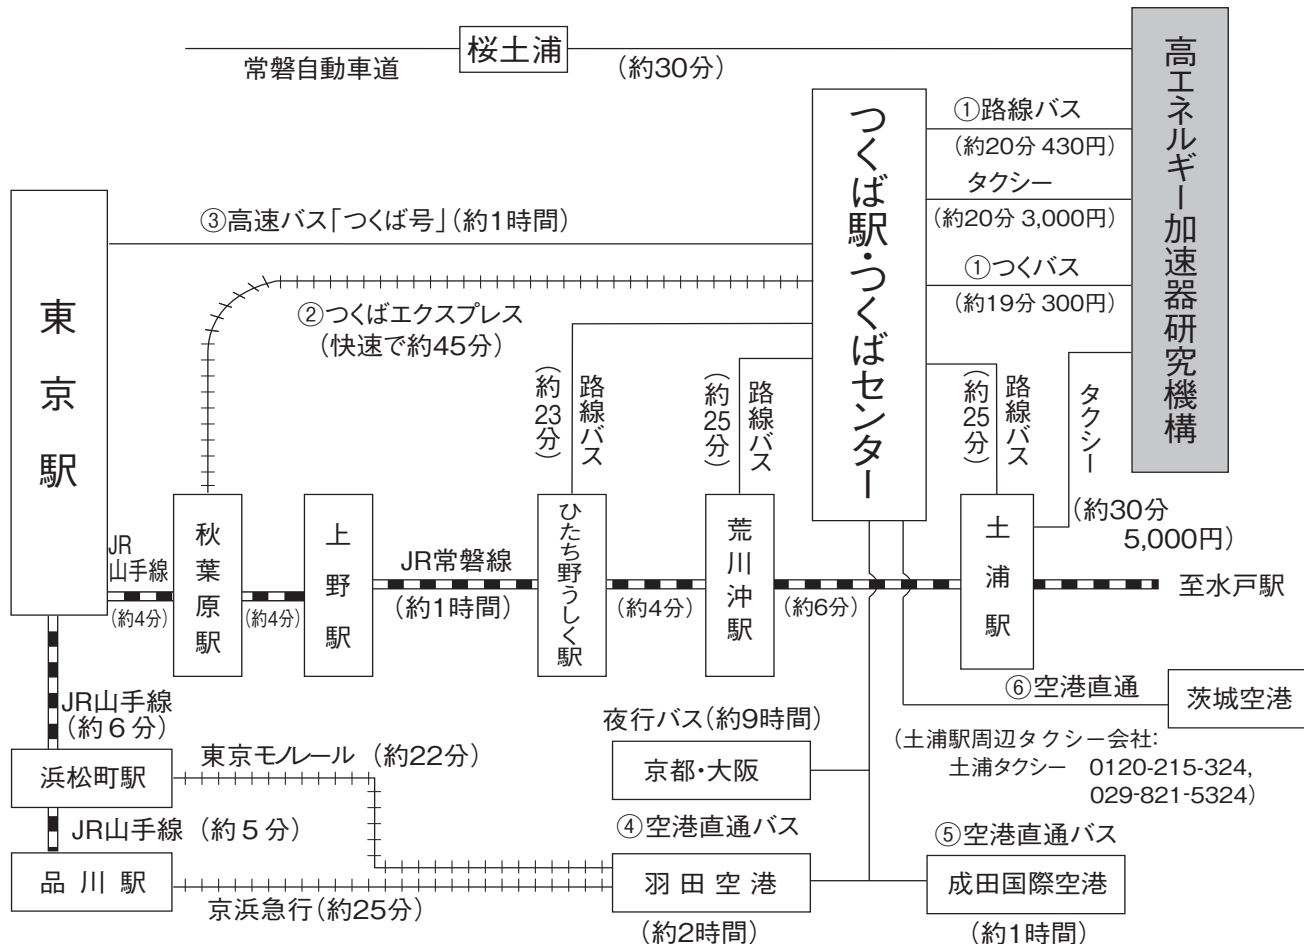 桜土浦
常磐自動車道
(約30分)
高エネルギー加速器研究機構
つくば駅・つくばセンター
①路線バス
(約20分 430円)
タクシー
(約20分 3,000円)
①つくバス
(約19分 300円)
東京駅
③高速バス「つくば号」(約1時間)
②つくばエクスプレス
(快速で約45分)
路線バス
(約23分)
路線バス
(約25分)
路線バス
(約25分)
タクシー
(約30分
5,000円)
JR
山手線
(約4分)
秋葉原駅
(約4分)
上野駅
JR常磐線
(約1時間)
ひたち野うしく駅
(約4分)
荒川沖駅
(約6分)
土浦駅
至水戸駅
⑥空港直通
茨城空港
(土浦駅周辺タクシー会社:
土浦タクシー 0120-215-324,
029-821-5324)
JR山手線
(約6分)
浜松町駅
東京モノレール (約22分)
JR山手線 (約5分)
品川駅
京浜急行(約25分)
夜行バス(約9時間)
京都・大阪
④空港直通バス
羽田空港
(約2時間)
⑤空港直通バス
成田国際空港
(約1時間)